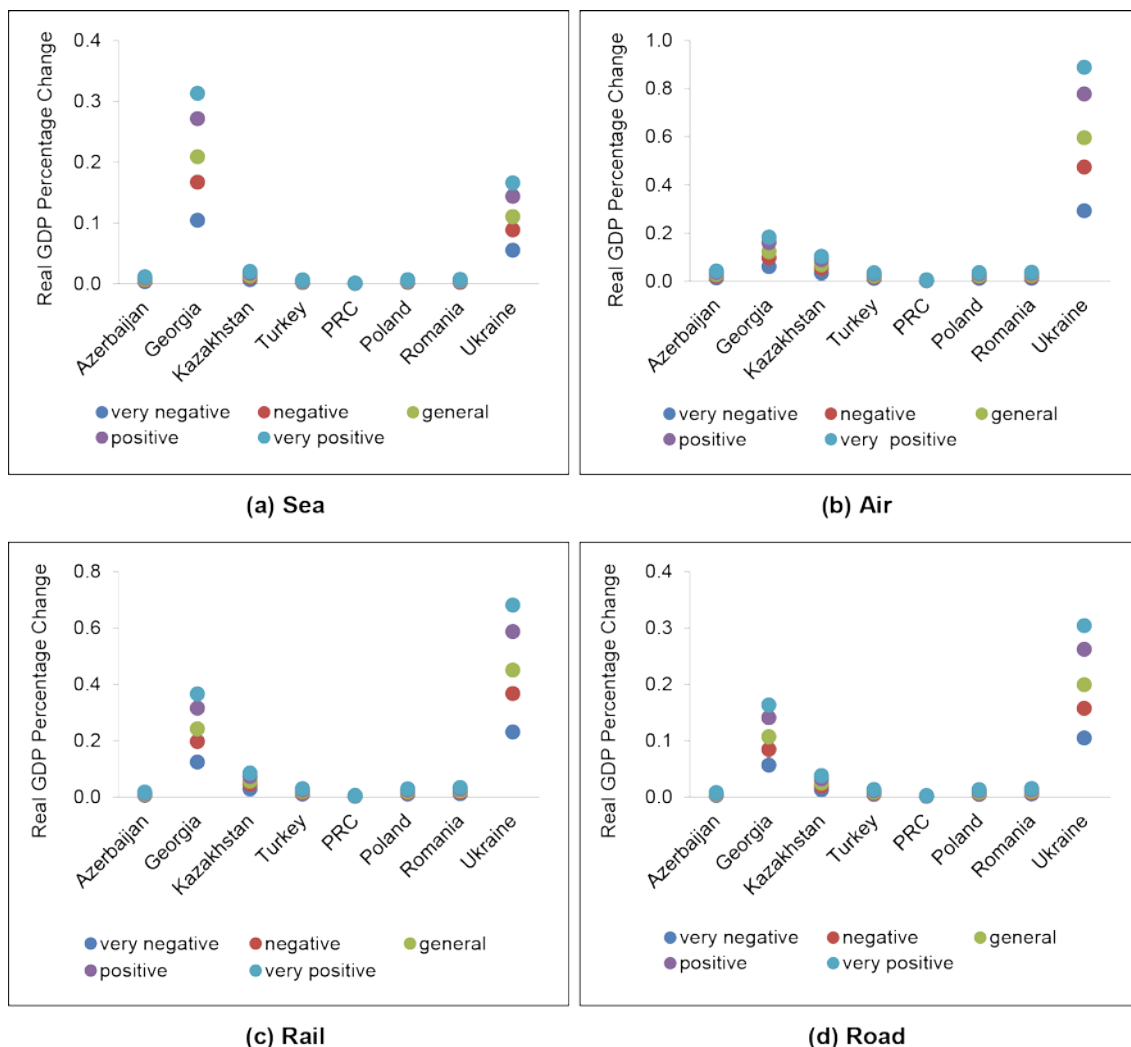 Real GDP Percentage Change
0.4
0.3
0.2
0.1
0.0
Azerbaijan
Georgia
Kazakhstan
Turkey
PRC
Poland
Romania
Ukraine
very negative negative general
positive very positive
(a) Sea
Real GDP Percentage Change
1.0
0.8
0.6
0.4
0.2
0.0
Azerbaijan
Georgia
Kazakhstan
Turkey
PRC
Poland
Romania
Ukraine
very negative negative general
positive very positive
(b) Air
Real GDP Percentage Change
0.8
0.6
0.4
0.2
0.0
Azerbaijan
Georgia
Kazakhstan
Turkey
PRC
Poland
Romania
Ukraine
very negative negative general
positive very positive
(c) Rail
Real GDP Percentage Change
0.4
0.3
0.2
0.1
0.0
Azerbaijan
Georgia
Kazakhstan
Turkey
PRC
Poland
Romania
Ukraine
very negative negative general
positive very positive
(d) Road